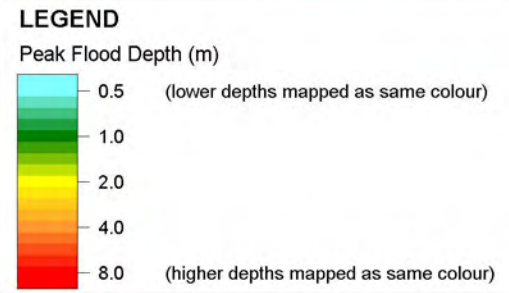 LEGEND
Peak Flood Depth (m)
0.5 (lower depths mapped as same colour)
1.0
2.0
4.0
8.0 (higher depths mapped as same colour)